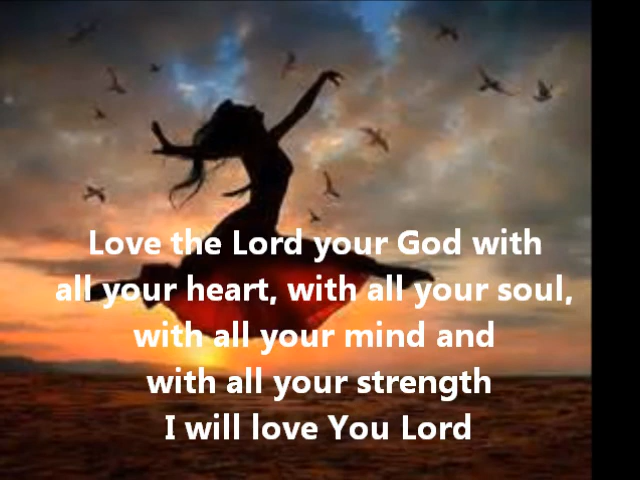 Love the Lord your God with
all your heart, with all your soul,
with all your mind and
with all your strength
I will love You Lord